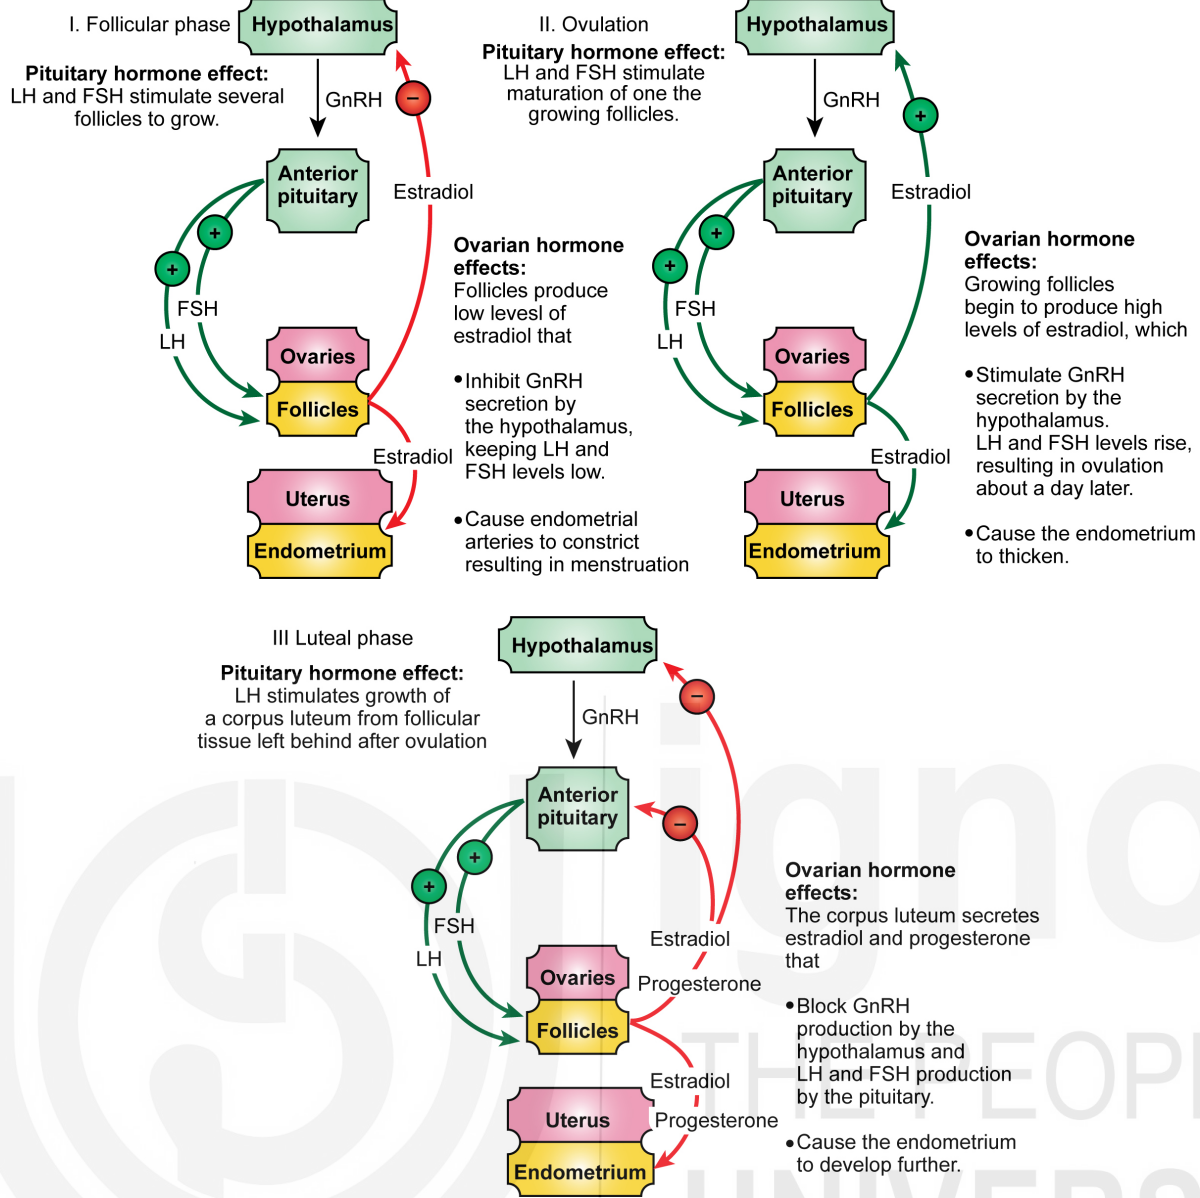 I. Follicular phase
Hypothalamus
Pituitary hormone effect:
LH and FSH stimulate several
follicles to grow.
GnRH
−
Anterior
pituitary
Estradiol
+
+
FSH
LH
Ovaries
Follicles
Estradiol
Uterus
Endometrium
Ovarian hormone
effects:
Follicles produce
low levesl of
estradiol that
•Inhibit GnRH
secretion by
the hypothalamus,
keeping LH and
FSH levels low.
•Cause endometrial
arteries to constrict
resulting in menstruation
II. Ovulation
Hypothalamus
Pituitary hormone effect:
LH and FSH stimulate
maturation of one the
growing follicles.
GnRH
+
Anterior
pituitary
Estradiol
+
+
FSH
LH
Ovaries
Follicles
Estradiol
Uterus
Endometrium
Ovarian hormone
effects:
Growing follicles
begin to produce high
levels of estradiol, which
•Stimulate GnRH
secretion by the
hypothalamus.
LH and FSH levels rise,
resulting in ovulation
about a day later.
•Cause the endometrium
to thicken.
III Luteal phase
Hypothalamus
Pituitary hormone effect:
LH stimulates growth of
a corpus luteum from follicular
tissue left behind after ovulation
GnRH
−
Anterior
pituitary
−
+
+
FSH
LH
Estradiol
Progesterone
Ovaries
Follicles
Estradiol
Progesterone
Uterus
Endometrium
Ovarian hormone
effects:
The corpus luteum secretes
estradiol and progesterone
that
•Block GnRH
production by the
hypothalamus and
LH and FSH production
by the pituitary.
•Cause the endometrium
to develop further.
igno
THE PEOPL
UNIVERS